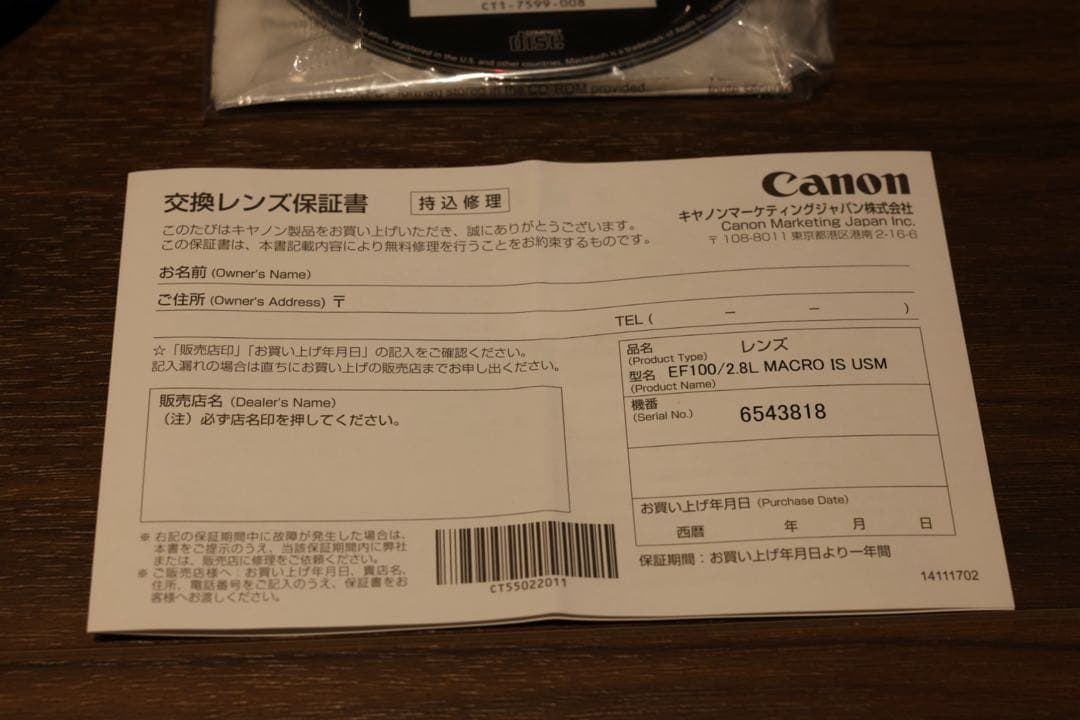 CT1-7599-008
disc
registered in the U.S. and other countries. Macintosh is a trademark of
stored in the CD-ROM provided.
交換レンズ保証書 持込修理
Canon
キヤノンマーケティングジャパン株式会社
Canon Marketing Japan Inc.
〒108-8011 東京都港区港南 2-16-6
このたびはキヤノン製品をお買い上げいただき、誠にありがとうございます。
この保証書は、本書記載内容により無料修理を行うことをお約束するものです。
お名前 (Owner's Name)
ご住所 (Owner's Address) 〒
TEL ( － － )
☆「販売店印」「お買い上げ年月日」の記入をご確認ください。
記入漏れの場合は直ちにお買い上げの販売店までお申し出ください。
販売店名 (Dealer's Name)
（注）必ず店名印を押してください。
品名 レンズ
(Product Type)
型名 EF100/2.8L MACRO IS USM
(Product Name)
機番
(Serial No.) 6543818
お買い上げ年月日 (Purchase Date)
西暦 年 月 日
保証期間：お買い上げ年月日より一年間
※ 右記の保証期間中に故障が発生した場合は、
本書をご提示のうえ、当該保証期間内に弊社
または、販売店に修理をご依頼ください。
※ ご販売店様へ：お買い上げ年月日、貴店名、
住所、電話番号をご記入のうえ、保証書をお
客様へお渡しください。
CT55022011
14111702